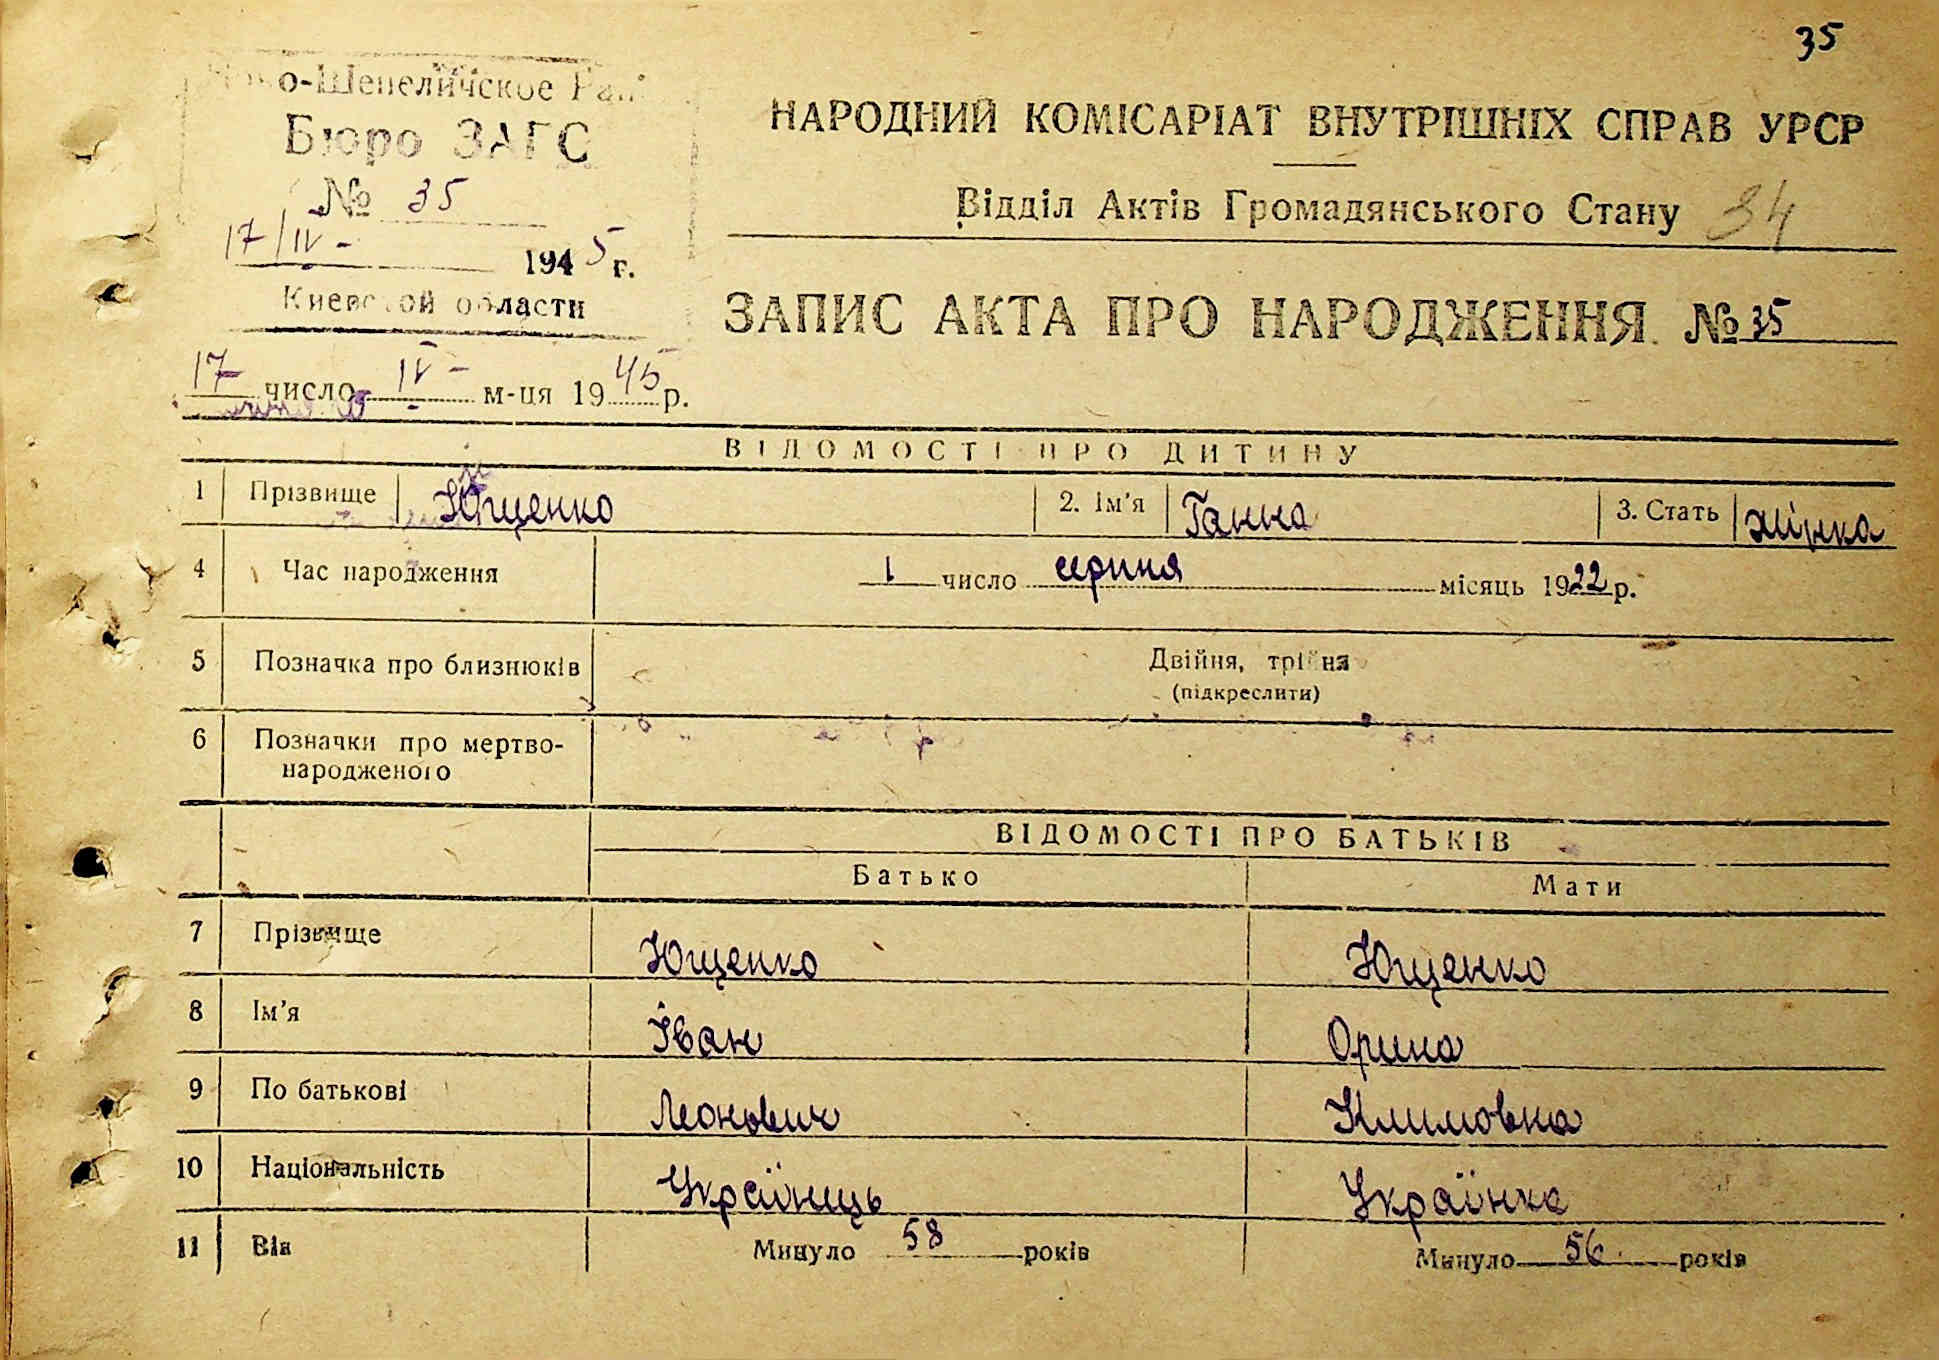 35
Ново-Шепеличское Рай
Бюро ЗАГС
№ 35
17/IV - 1945 г.
Киевской области
НАРОДНИЙ КОМІСАРІАТ ВНУТРІШНІХ СПРАВ УРСР
Відділ Актів Громадянського Стану 34
ЗАПИС АКТА ПРО НАРОДЖЕННЯ №35
17 число IV - м-ця 1945 р.
ВІДОМОСТІ ПРО ДИТИНУ
1 Прізвище Ющенко 2. Ім'я Ганна 3. Стать жінка
4 Час народження 1 число серпня місяць 1922 р.
5 Позначка про близнюків Двійня, трійня
(підкреслити)
6 Позначки про мертво-
народженого
ВІДОМОСТІ ПРО БАТЬКІВ
Батько Мати
7 Прізвище Ющенко Ющенко
8 Ім'я Іван Орина
9 По батькові Леонович Климовна
10 Національність Українець Українка
11 Вік Минуло 58 років Минуло 56 років